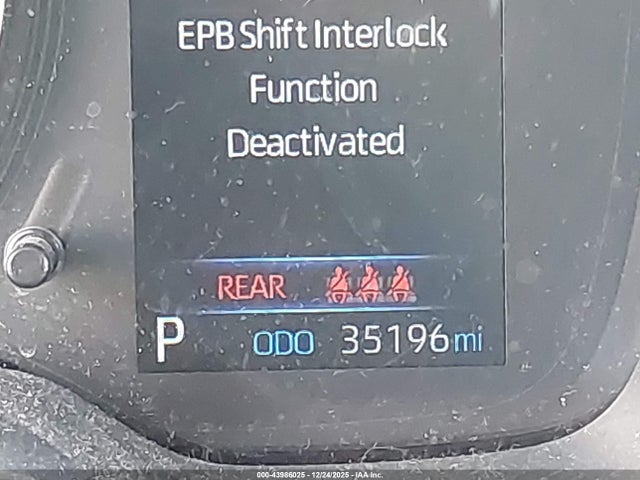 EPB Shift Interlock
Function
Deactivated
REAR
P ODO 35196 mi
000-43986025 - 12/24/2025 - IAA Inc.